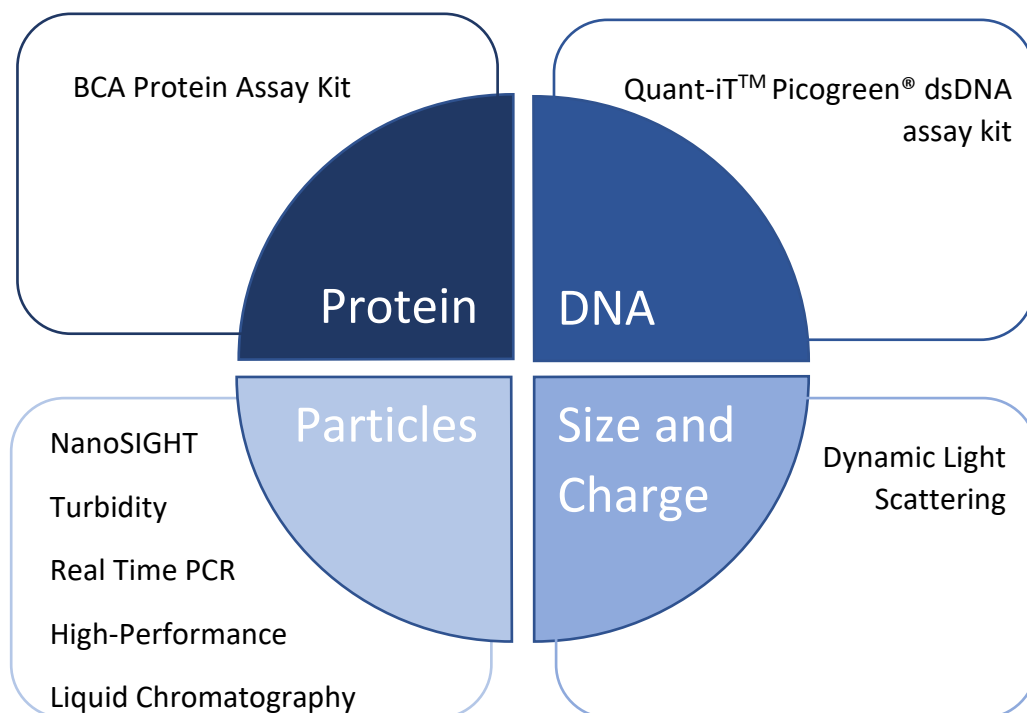 BCA Protein Assay Kit
Quant-iT™ Picogreen® dsDNA
assay kit
Protein
DNA
Particles
Size and
Charge
NanoSIGHT
Turbidity
Real Time PCR
High-Performance
Liquid Chromatography
Dynamic Light
Scattering